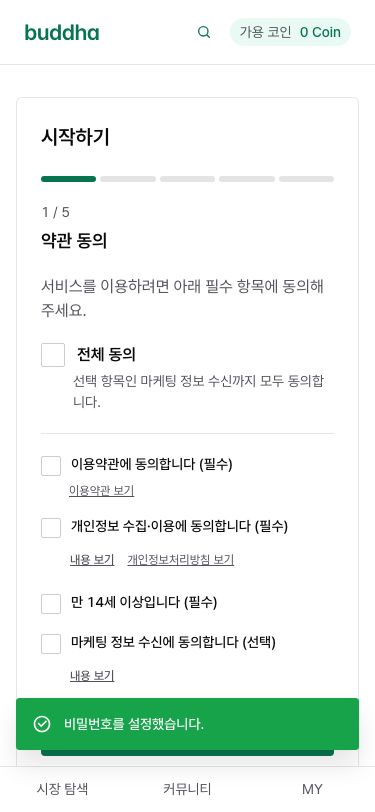 buddha
가용 코인 0 Coin
시작하기
1 / 5
약관 동의
서비스를 이용하려면 아래 필수 항목에 동의해
주세요.
전체 동의
선택 항목인 마케팅 정보 수신까지 모두 동의합
니다.
이용약관에 동의합니다 (필수)
이용약관 보기
개인정보 수집·이용에 동의합니다 (필수)
내용 보기 개인정보처리방침 보기
만 14세 이상입니다 (필수)
마케팅 정보 수신에 동의합니다 (선택)
내용 보기
비밀번호를 설정했습니다.
시장 탐색 커뮤니티 MY